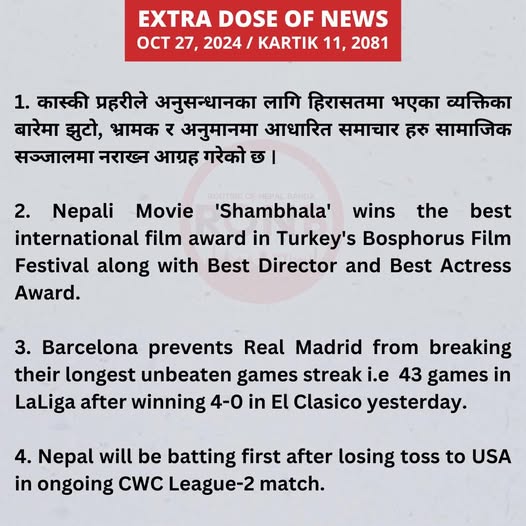 EXTRA DOSE OF NEWS
OCT 27, 2024 / KARTIK 11, 2081
1. कास्की प्रहरीले अनुसन्धानका लागि हिरासतमा भएका व्यक्तिका
बारेमा झुटो, भ्रामक र अनुमानमा आधारित समाचार हरु सामाजिक
सञ्जालमा नराख्न आग्रह गरेको छ ।
2. Nepali Movie 'Shambhala' wins the best
international film award in Turkey's Bosphorus Film
Festival along with Best Director and Best Actress
Award.
3. Barcelona prevents Real Madrid from breaking
their longest unbeaten games streak i.e 43 games in
LaLiga after winning 4-0 in El Clasico yesterday.
4. Nepal will be batting first after losing toss to USA
in ongoing CWC League-2 match.